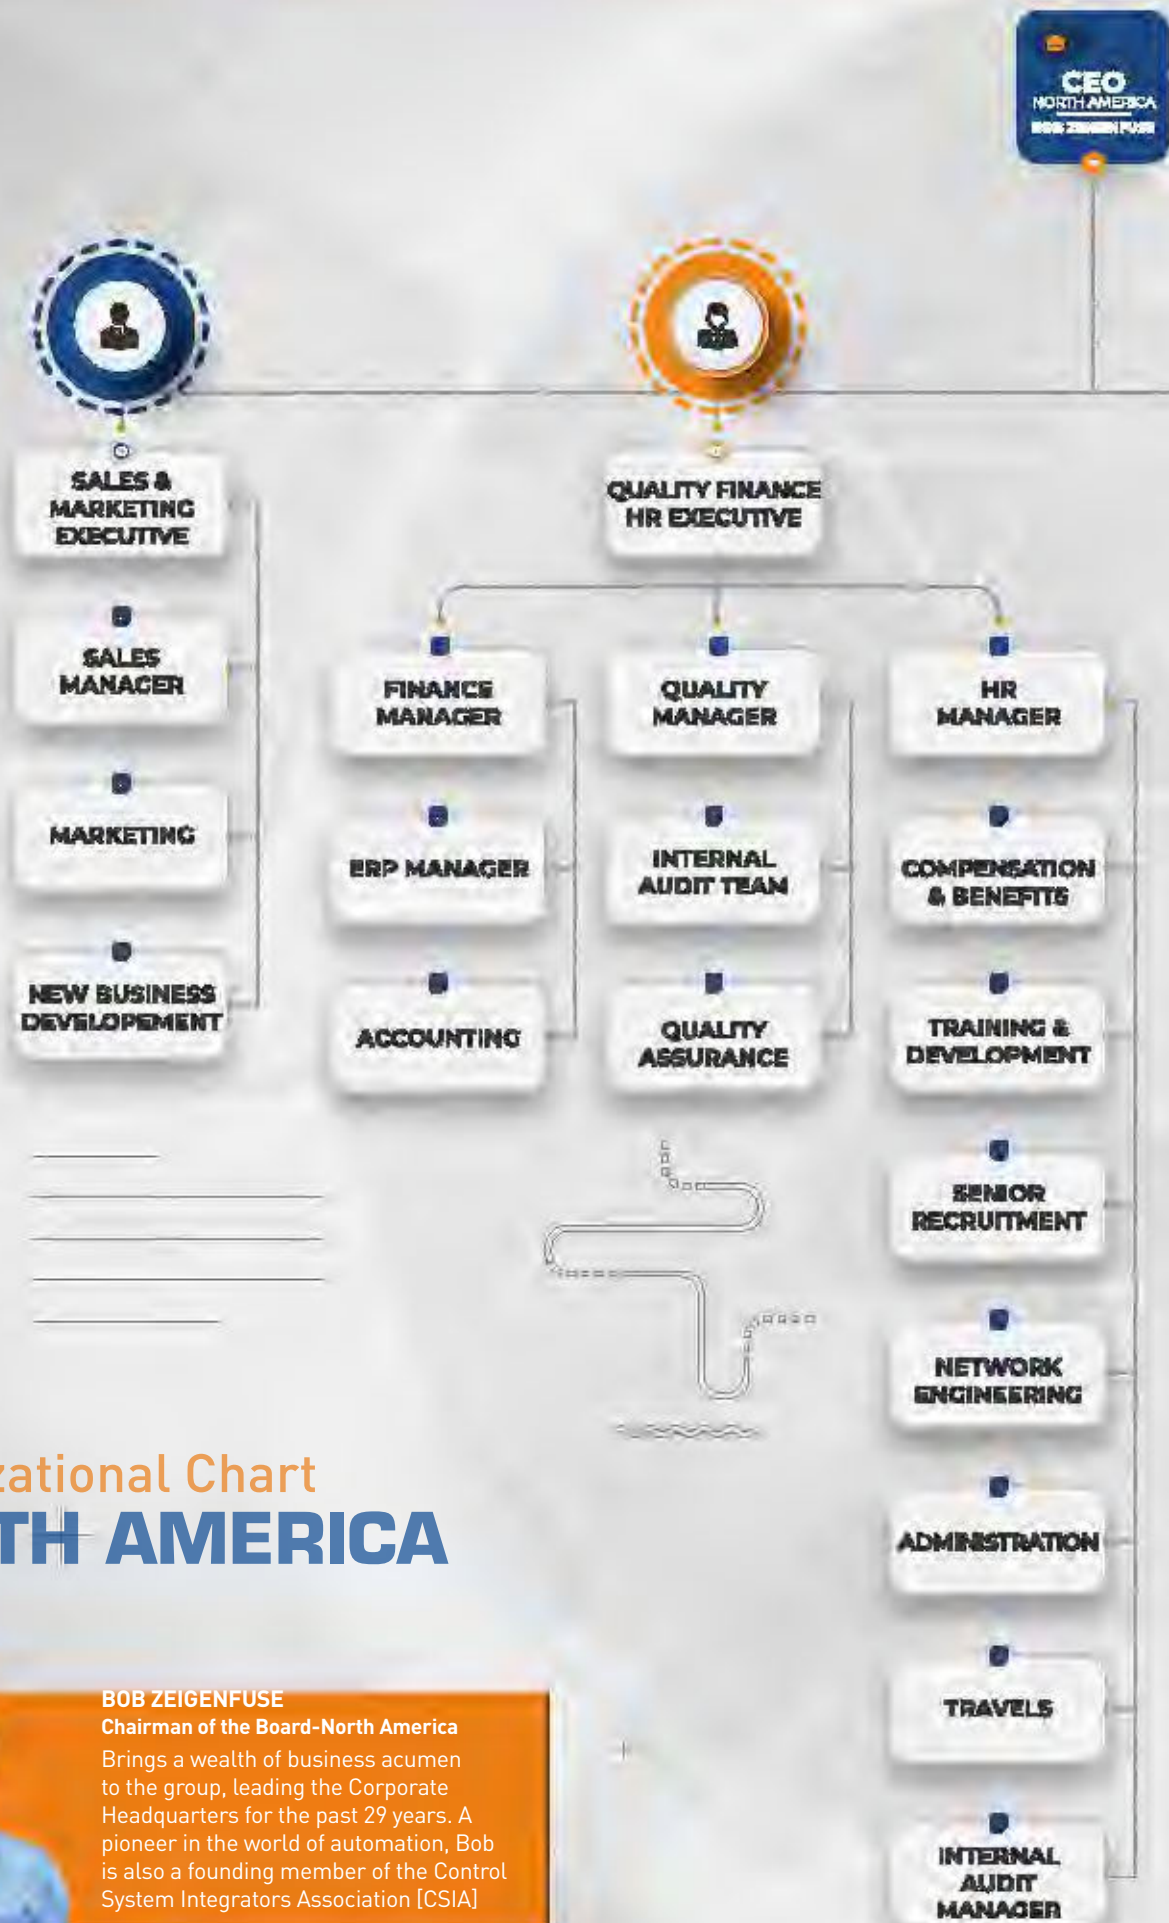 CEO
NORTH AMERICA
BOB ZEIGENFUSE
SALES &
MARKETING
EXECUTIVE
QUALITY FINANCE
HR EXECUTIVE
SALES
MANAGER
MARKETING
NEW BUSINESS
DEVELOPEMENT
FINANCE
MANAGER
ERP MANAGER
ACCOUNTING
QUALITY
MANAGER
INTERNAL
AUDIT TEAM
QUALITY
ASSURANCE
HR
MANAGER
COMPENSATION
& BENEFITS
TRAINING &
DEVELOPMENT
SENIOR
RECRUITMENT
NETWORK
ENGINEERING
ADMINISTRATION
TRAVELS
INTERNAL
AUDIT
MANAGER
zational Chart
TH AMERICA
BOB ZEIGENFUSE
Chairman of the Board-North America
Brings a wealth of business acumen
to the group, leading the Corporate
Headquarters for the past 29 years. A
pioneer in the world of automation, Bob
is also a founding member of the Control
System Integrators Association [CSIA]